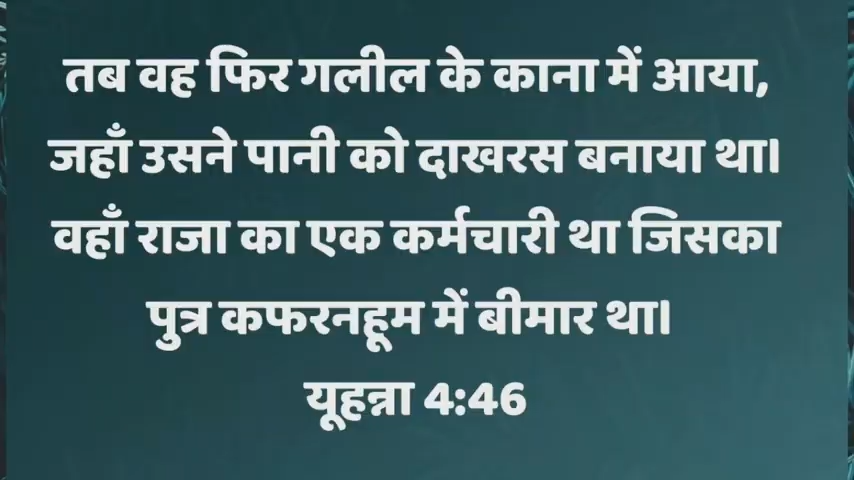 तब वह फिर गलील के काना में आया,
जहाँ उसने पानी को दाखरस बनाया था।
वहाँ राजा का एक कर्मचारी था जिसका
पुत्र कफरनहूम में बीमार था।
यूहन्ना 4:46